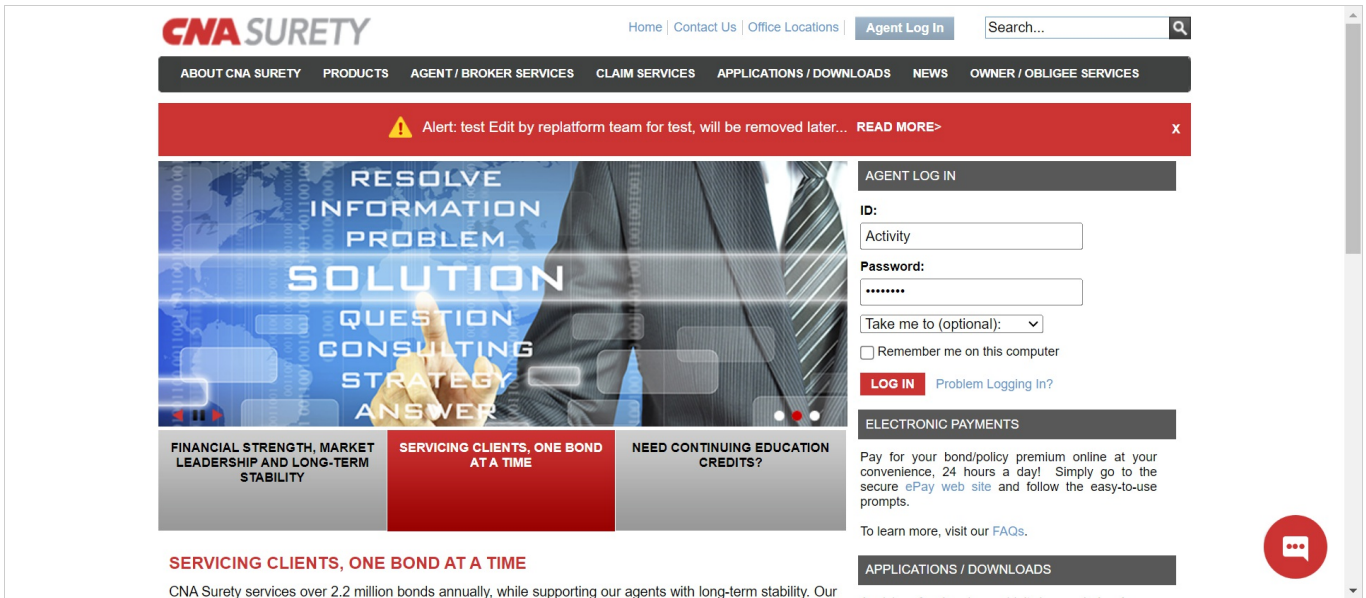 CNA SURETY
Home
Contact Us
Office Locations
Agent Log In
Search...
ABOUT CNA SURETY
PRODUCTS
AGENT / BROKER SERVICES
CLAIM SERVICES
APPLICATIONS / DOWNLOADS
NEWS
OWNER / OBLIGEE SERVICES
Alert: test Edit by replatform team for test, will be removed later... READ MORE>
X
RESOLVE
INFORMATION
PROBLEM
SOLUTION
QUESTION
CONSULTING
STRATEGY
ANSWER
FINANCIAL STRENGTH, MARKET
LEADERSHIP AND LONG-TERM
STABILITY
SERVICING CLIENTS, ONE BOND
AT A TIME
NEED CONTINUING EDUCATION
CREDITS?
SERVICING CLIENTS, ONE BOND AT A TIME
CNA Surety services over 2.2 million bonds annually, while supporting our agents with long-term stability. Our
AGENT LOG IN
ID:
Activity
Password:
••••••••
Take me to (optional):
Remember me on this computer
LOG IN
Problem Logging In?
ELECTRONIC PAYMENTS
Pay for your bond/policy premium online at your
convenience, 24 hours a day! Simply go to the
secure ePay web site and follow the easy-to-use
prompts.
To learn more, visit our FAQs.
APPLICATIONS / DOWNLOADS